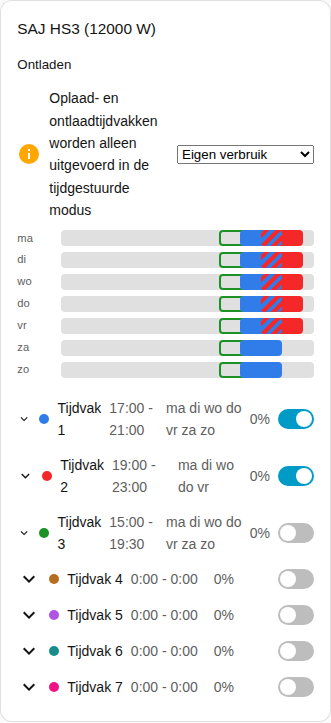 SAJ HS3 (12000 W)
Ontladen
Oplaad- en
ontlaadtijdvakken
worden alleen
uitgevoerd in de
tijdgestuurde
modus
Eigen verbruik
ma
di
wo
do
vr
za
zo
Tijdvak 17:00 - ma di wo do 0%
1 21:00 vr za zo
Tijdvak 19:00 - ma di wo 0%
2 23:00 do vr
Tijdvak 15:00 - ma di wo do 0%
3 19:30 vr za zo
Tijdvak 4 0:00 - 0:00 0%
Tijdvak 5 0:00 - 0:00 0%
Tijdvak 6 0:00 - 0:00 0%
Tijdvak 7 0:00 - 0:00 0%